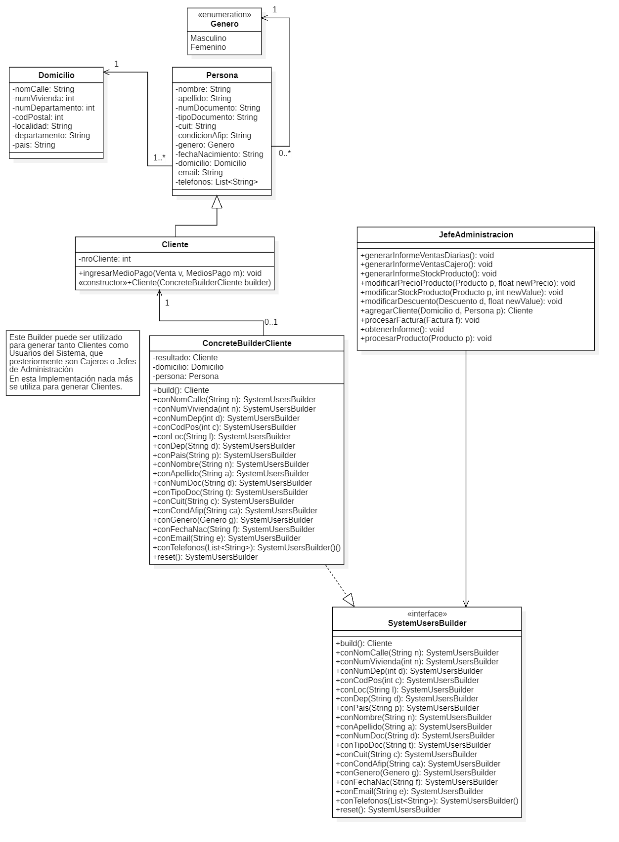 «enumeration»
Genero
Masculino
Femenino
1
0..*
Domicilio
-nomCalle: String
-numVivienda: int
-numDepartamento: int
-codPostal: int
-localidad: String
-departamento: String
-pais: String
1
1..*
Persona
-nombre: String
-apellido: String
-numDocumento: String
-tipoDocumento: String
-cuit: String
-condicionAfip: String
-genero: Genero
-fechaNacimiento: String
-domicilio: Domicilio
-email: String
-telefonos: List<String>
Cliente
-nroCliente: int
+ingresarMedioPago(Venta v, MediosPago m): void
«constructor»+Cliente(ConcreteBuilderCliente builder)
1
0..1
JefeAdministracion
+generarInformeVentasDiarias(): void
+generarInformeVentasCajero(): void
+generarInformeStockProducto(): void
+modificarPrecioProducto(Producto p, float newPrecio): void
+modificarStockProducto(Producto p, int newValue): void
+modificarDescuento(Descuento d, float newValue): void
+agregarCliente(Domicilio d, Persona p): Cliente
+procesarFactura(Factura f): void
+obtenerInforme(): void
+procesarProducto(Producto p): void
Este Builder puede ser utilizado
para generar tanto Clientes como
Usuarios del Sistema, que
posteriormente son Cajeros o Jefes
de Administración
En esta Implementación nada más
se utiliza para generar Clientes.
ConcreteBuilderCliente
-resultado: Cliente
-domicilio: Domicilio
-persona: Persona
+build(): Cliente
+conNomCalle(String n): SystemUsersBuilder
+conNumVivienda(int n): SystemUsersBuilder
+conNumDep(int d): SystemUsersBuilder
+conCodPos(int c): SystemUsersBuilder
+conLoc(String l): SystemUsersBuilder
+conDep(String d): SystemUsersBuilder
+conPais(String p): SystemUsersBuilder
+conNombre(String n): SystemUsersBuilder
+conApellido(String a): SystemUsersBuilder
+conNumDoc(String d): SystemUsersBuilder
+conTipoDoc(String t): SystemUsersBuilder
+conCuit(String c): SystemUsersBuilder
+conCondAfip(String ca): SystemUsersBuilder
+conGenero(Genero g): SystemUsersBuilder
+conFechaNac(String f): SystemUsersBuilder
+conEmail(String e): SystemUsersBuilder
+conTelefonos(List<String>): SystemUsersBuilder()()
+reset(): SystemUsersBuilder
«interface»
SystemUsersBuilder
+build(): Cliente
+conNomCalle(String n): SystemUsersBuilder
+conNumVivienda(int n): SystemUsersBuilder
+conNumDep(int d): SystemUsersBuilder
+conCodPos(int c): SystemUsersBuilder
+conLoc(String l): SystemUsersBuilder
+conDep(String d): SystemUsersBuilder
+conPais(String p): SystemUsersBuilder
+conNombre(String n): SystemUsersBuilder
+conApellido(String a): SystemUsersBuilder
+conNumDoc(String d): SystemUsersBuilder
+conTipoDoc(String t): SystemUsersBuilder
+conCuit(String c): SystemUsersBuilder
+conCondAfip(String ca): SystemUsersBuilder
+conGenero(Genero g): SystemUsersBuilder
+conFechaNac(String f): SystemUsersBuilder
+conEmail(String e): SystemUsersBuilder
+conTelefonos(List<String>): SystemUsersBuilder()
+reset(): SystemUsersBuilder